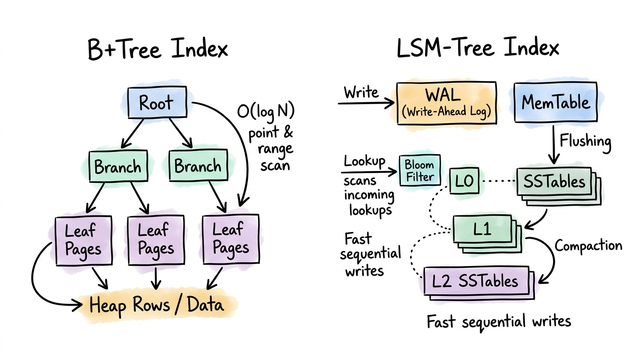 B+Tree Index
Root
O(log N)
point &
range
scan
Branch
Branch
Leaf
Pages
Leaf
Pages
Leaf
Pages
Heap Rows / Data
LSM-Tree Index
Write
WAL
(Write-Ahead Log)
MemTable
Flushing
Lookup
scans
incoming
lookups
Bloom
Filter
L0
SSTables
L1
Fast
sequential
writes
Compaction
L2 SSTables
Fast sequential writes